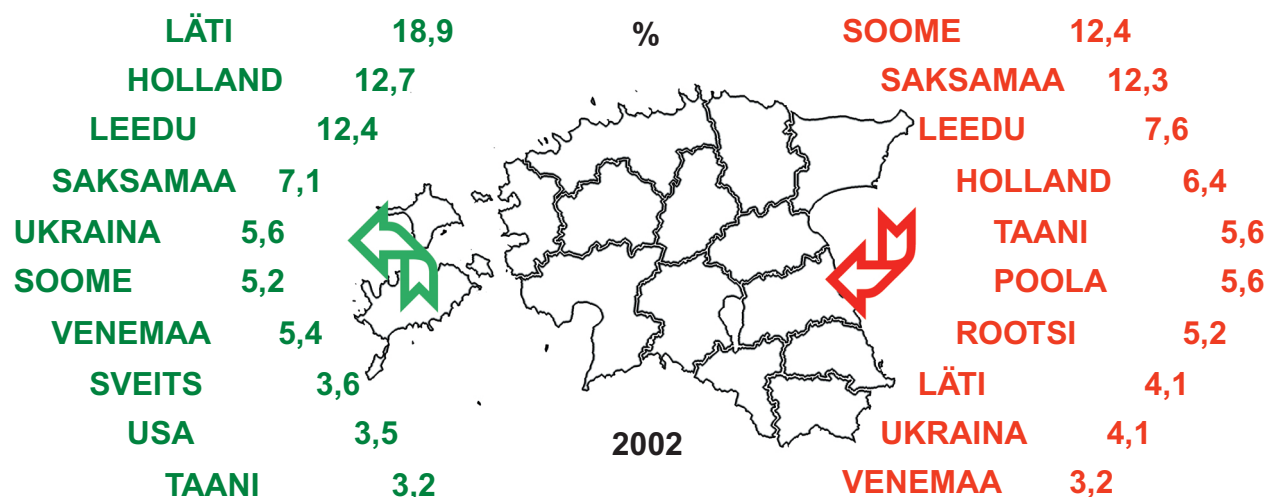 LÄTI 18,9
HOLLAND 12,7
LEEDU 12,4
SAKSAMAA 7,1
UKRAINA 5,6
SOOME 5,2
VENEMAA 5,4
SVEITS 3,6
USA 3,5
TAANI 3,2
%
2002
SOOME 12,4
SAKSAMAA 12,3
LEEDU 7,6
HOLLAND 6,4
TAANI 5,6
POOLA 5,6
ROOTSI 5,2
LÄTI 4,1
UKRAINA 4,1
VENEMAA 3,2